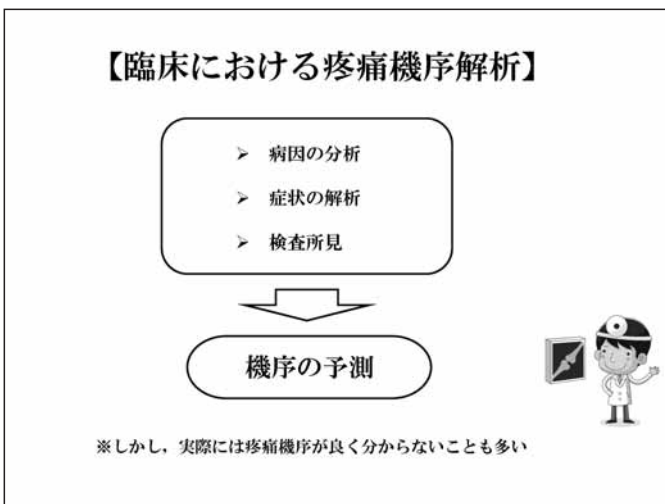 【臨床における疼痛機序解析】
➢ 病因の分析
➢ 症状の解析
➢ 検査所見
機序の予測
※しかし，実際には疼痛機序が良く分からないことも多い